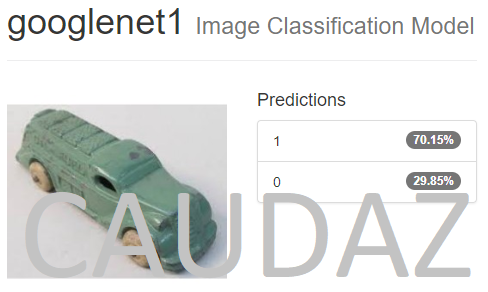 googlenet1 Image Classification Model
Predictions
1 70.15%
0 29.85%
CAUDAZ